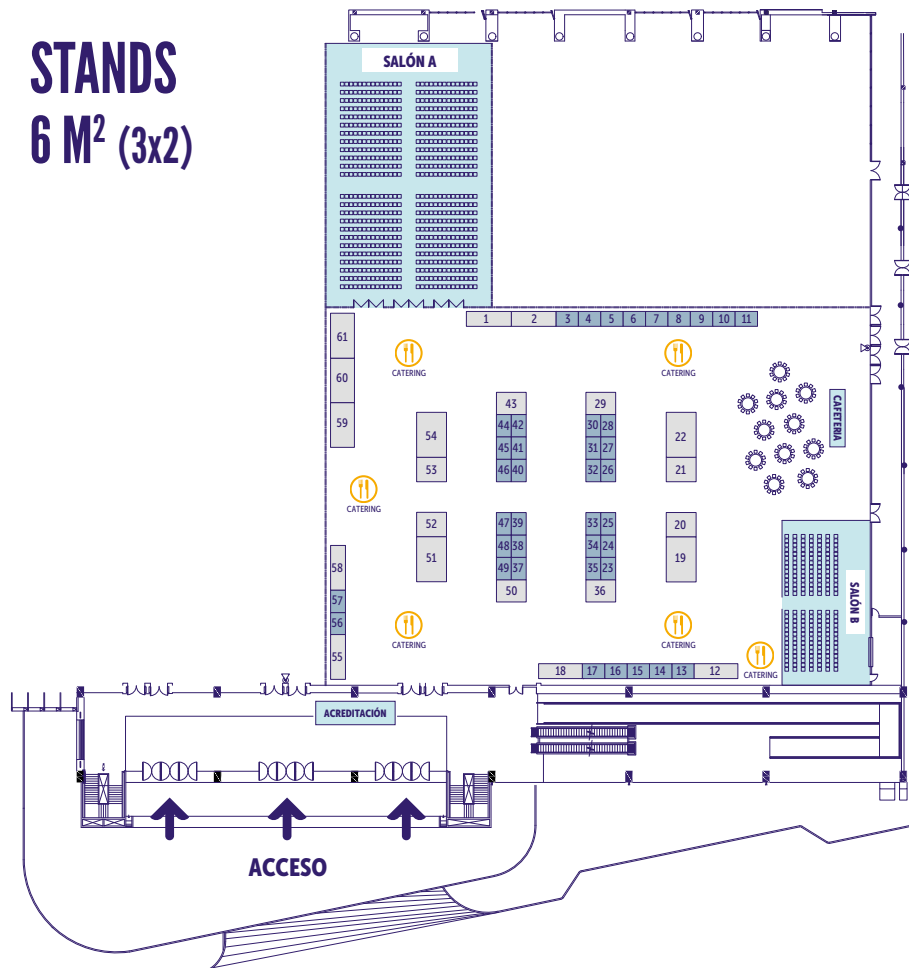 STANDS
6 M² (3x2)
SALÓN A
1 2 3 4 5 6 7 8 9 10 11
61
60
59
CATERING
CATERING
CAFETERIA
43
29
44 42
30 28
54
45 41
31 27
22
53
46 40
32 26
21
CATERING
52
47 39
33 25
20
51
48 38
34 24
19
49 37
35 23
50
36
58
57
56
55
SALÓN B
CATERING
CATERING
CATERING
18 17 16 15 14 13 12
ACREDITACIÓN
ACCESO